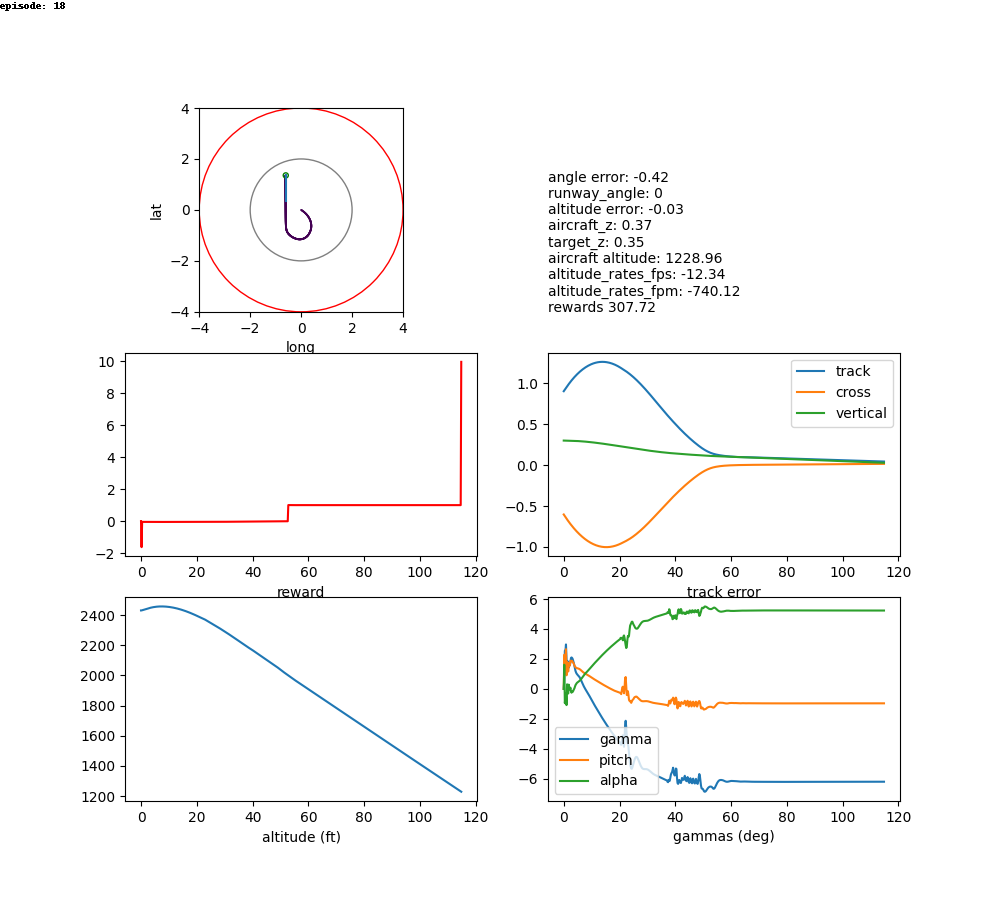 episode: 18
4
2
0
−2
−4
lat
−4 −2 0 2 4
long
angle error: -0.42
runway_angle: 0
altitude error: -0.03
aircraft_z: 0.37
target_z: 0.35
aircraft altitude: 1228.96
altitude_rates_fps: -12.34
altitude_rates_fpm: -740.12
rewards 307.72
10
8
6
4
2
0
−2
0 20 40 60 80 100 120
reward
1.0
0.5
0.0
−0.5
−1.0
track
cross
vertical
0 20 40 60 80 100 120
track error
2400
2200
2000
1800
1600
1400
1200
0 20 40 60 80 100 120
altitude (ft)
6
4
2
0
−2
−4
−6
gamma
pitch
alpha
0 20 40 60 80 100 120
gammas (deg)